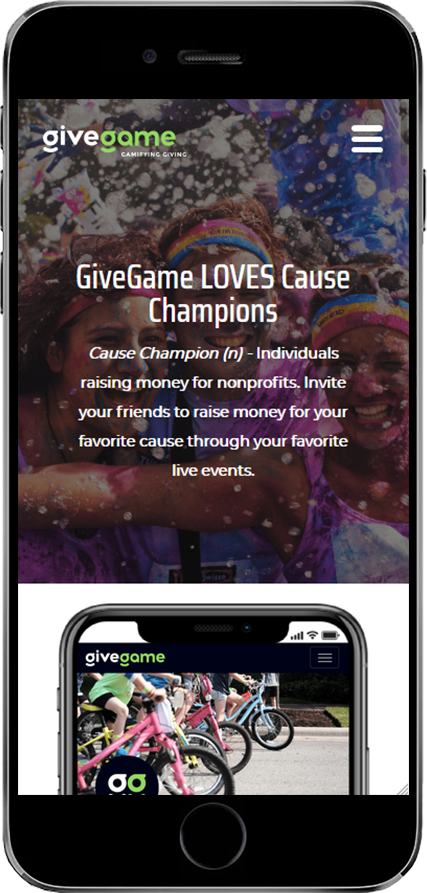 givegame
GAMIFYING GIVING
GiveGame LOVES Cause
Champions
Cause Champion (n) - Individuals
raising money for nonprofits. Invite
your friends to raise money for your
favorite cause through your favorite
live events.
givegame